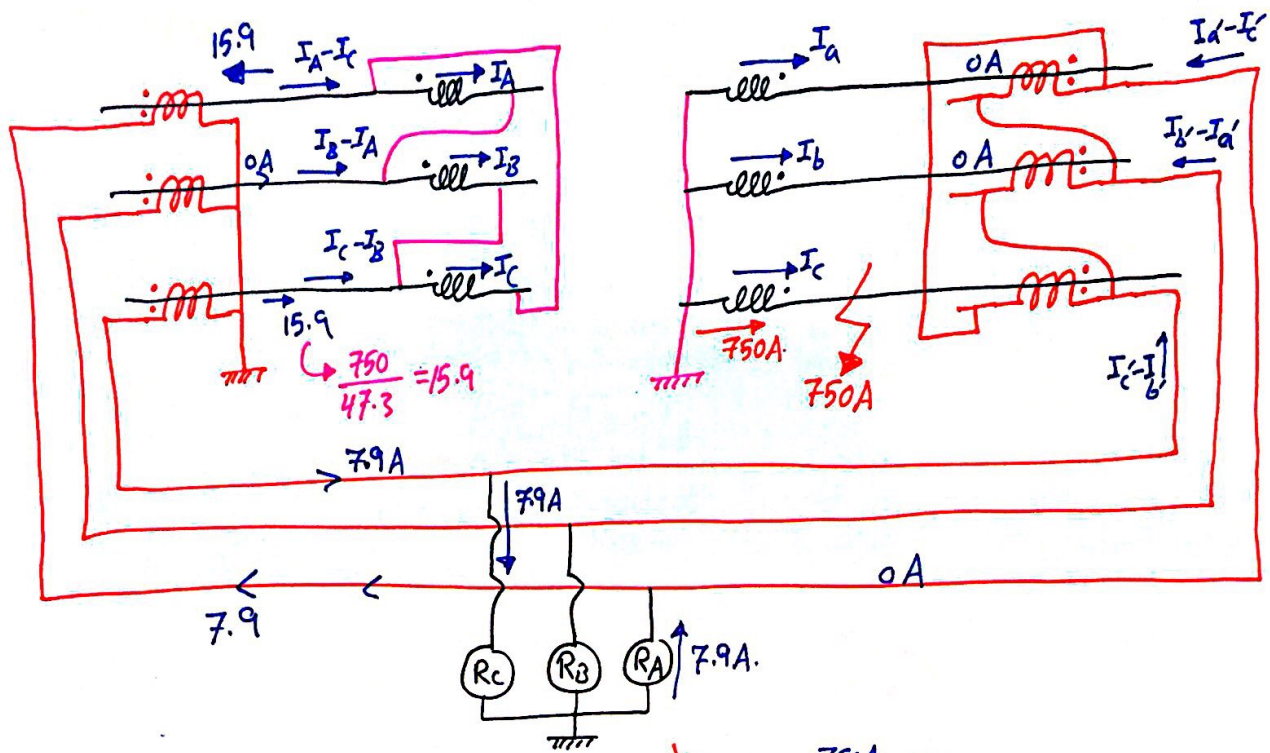 15.9
I_A-I_C
I_A
I_a
0A
I_a'-I_c'
0A
I_B-I_A
I_B
I_b
0A
I_b'-I_a'
I_C-I_B
I_C
I_c
15.9
750/47.3 =15.9
750A.
750A
I_c'-I_b'
7.9A
7.9A
0A
7.9
R_C
R_B
R_A
7.9A.